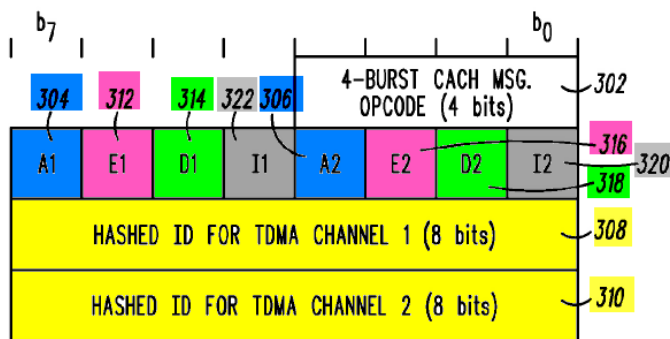 b7 b0
4-BURST CACH MSG.
OPCODE (4 bits)
302
304 312 314 322 306
A1 E1 D1 I1 A2 E2 D2 I2
316
320
318
HASHED ID FOR TDMA CHANNEL 1 (8 bits) 308
HASHED ID FOR TDMA CHANNEL 2 (8 bits) 310